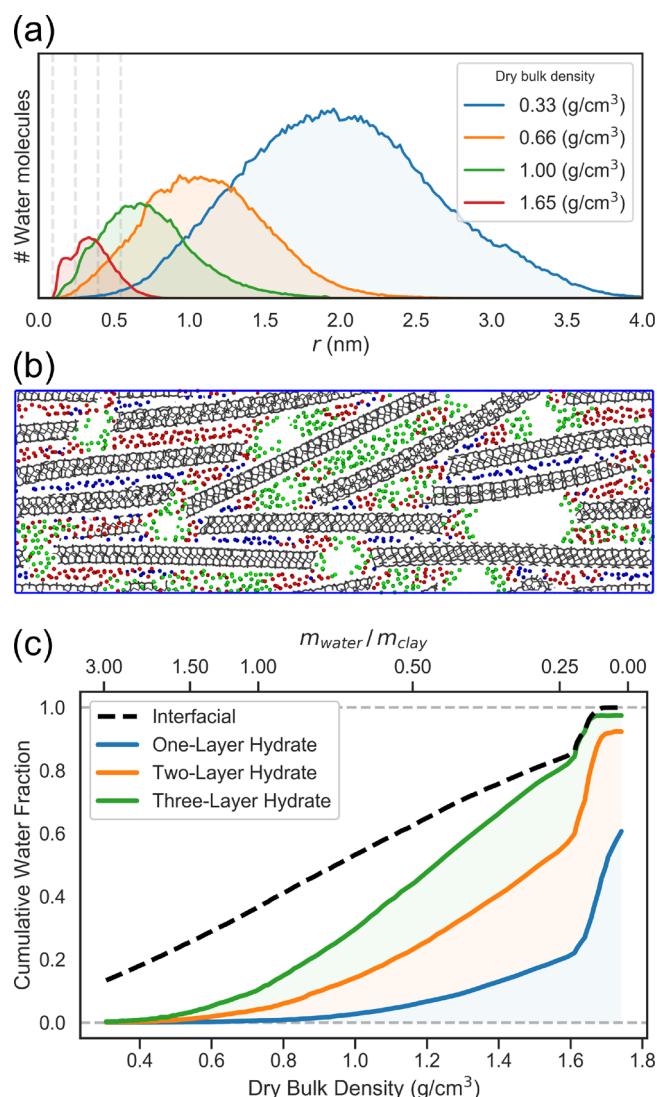 (a)
# Water molecules
Dry bulk density
0.33 (g/cm³)
0.66 (g/cm³)
1.00 (g/cm³)
1.65 (g/cm³)
0.0 0.5 1.0 1.5 2.0 2.5 3.0 3.5 4.0
r (nm)
(b)
(c)
m_water / m_clay
3.00 1.50 1.00 0.50 0.25 0.00
Cumulative Water Fraction
1.0
0.8
0.6
0.4
0.2
0.0
Interfacial
One-Layer Hydrate
Two-Layer Hydrate
Three-Layer Hydrate
0.4 0.6 0.8 1.0 1.2 1.4 1.6 1.8
Dry Bulk Density (g/cm³)